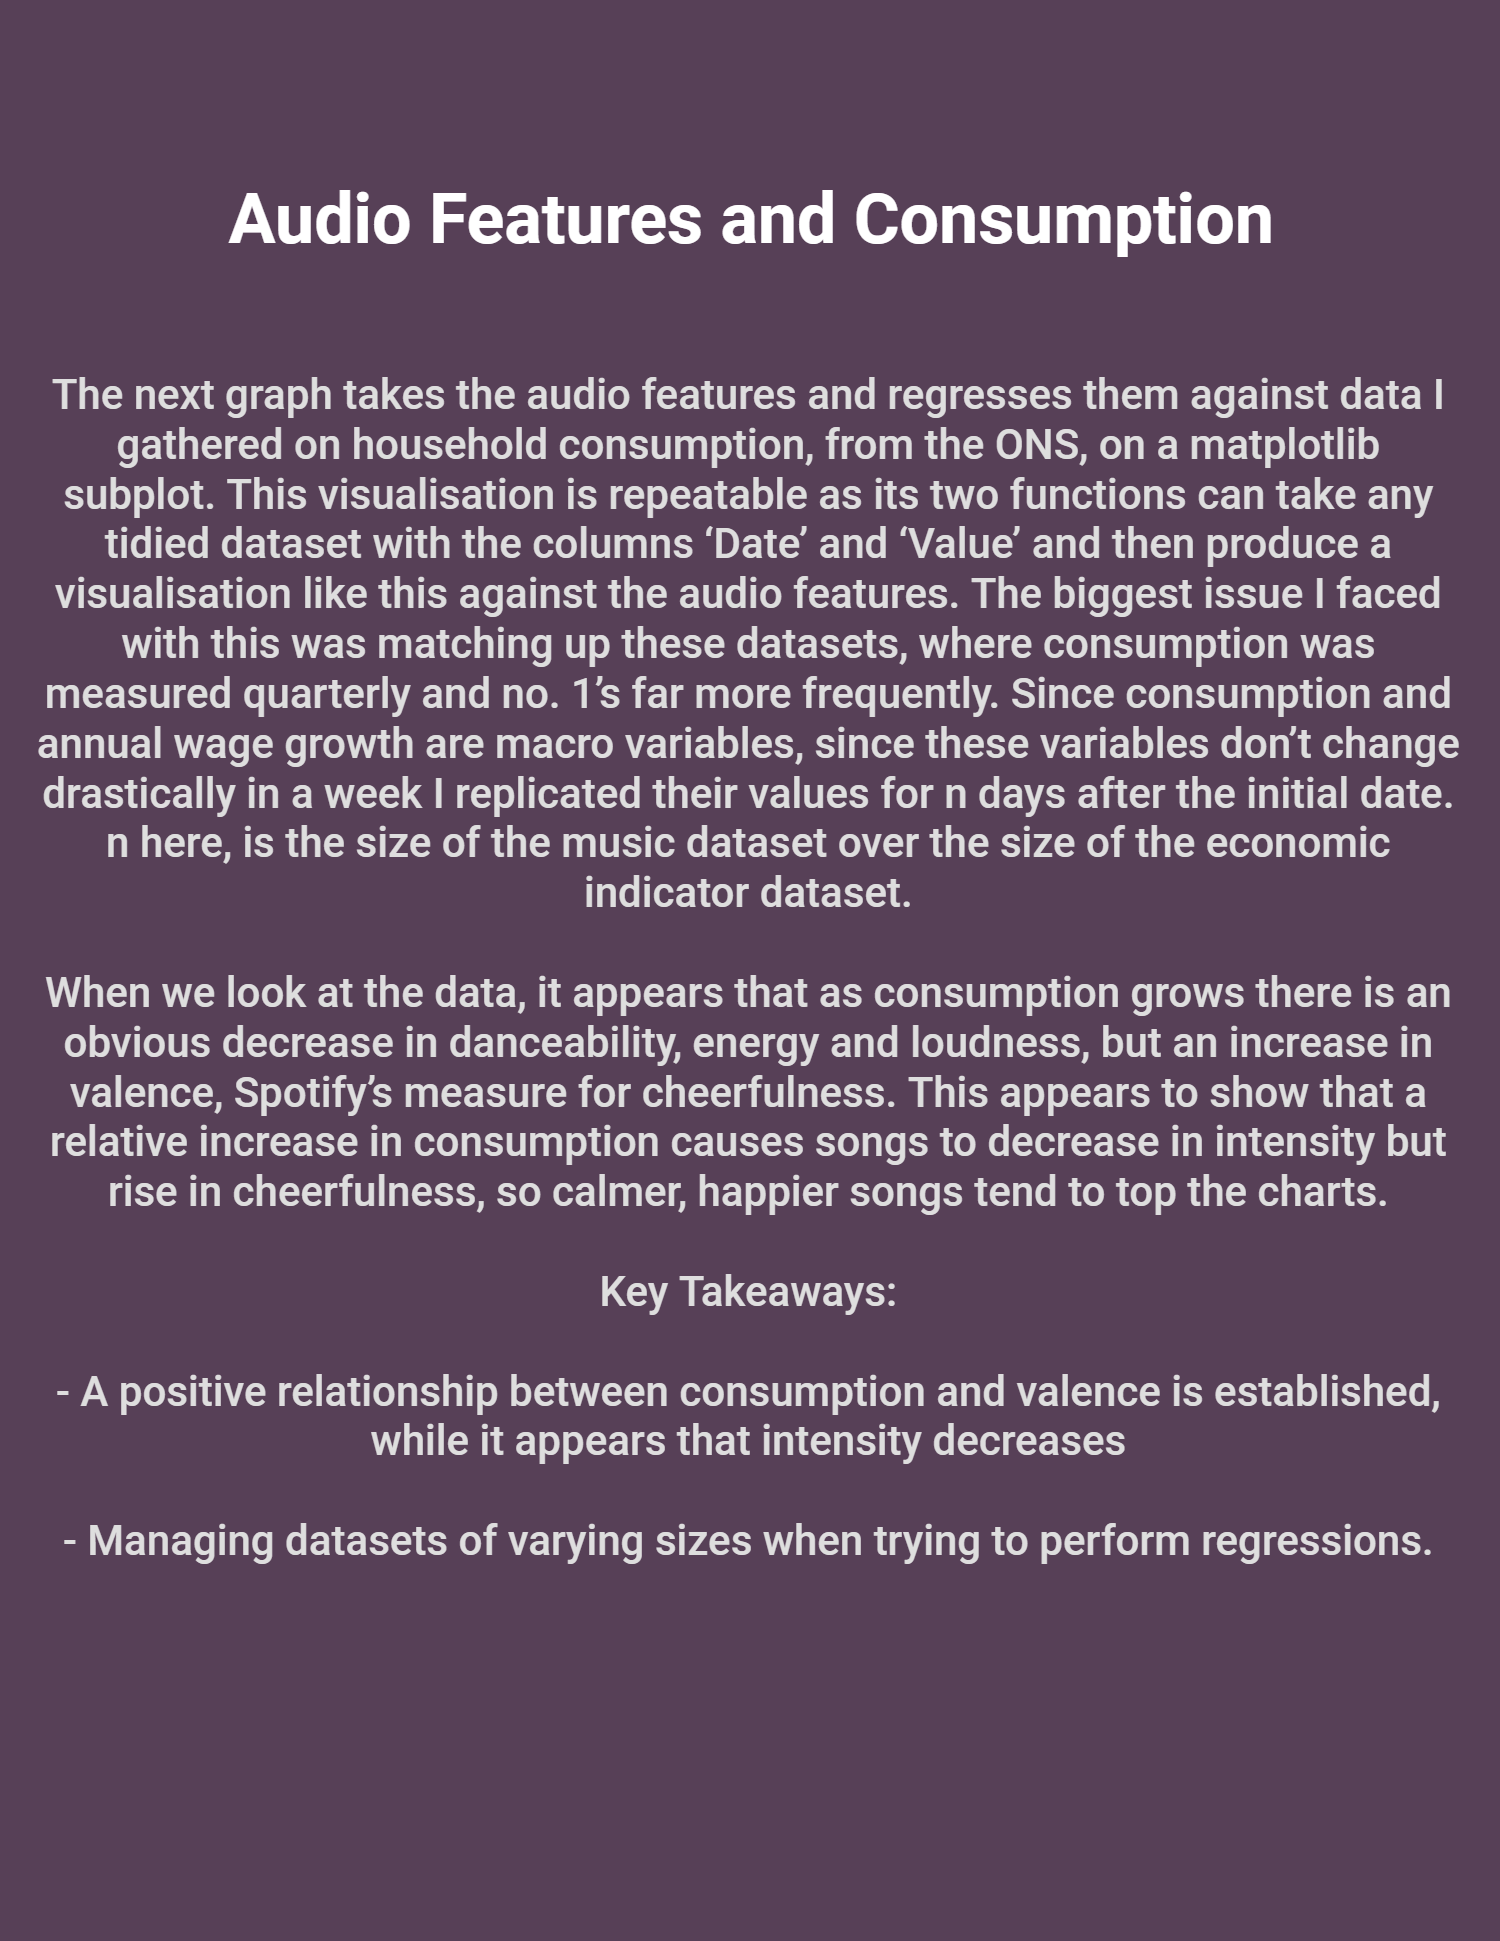 Audio Features and Consumption
The next graph takes the audio features and regresses them against data I
gathered on household consumption, from the ONS, on a matplotlib
subplot. This visualisation is repeatable as its two functions can take any
tidied dataset with the columns ‘Date’ and ‘Value’ and then produce a
visualisation like this against the audio features. The biggest issue I faced
with this was matching up these datasets, where consumption was
measured quarterly and no. 1’s far more frequently. Since consumption and
annual wage growth are macro variables, since these variables don’t change
drastically in a week I replicated their values for n days after the initial date.
n here, is the size of the music dataset over the size of the economic
indicator dataset.
When we look at the data, it appears that as consumption grows there is an
obvious decrease in danceability, energy and loudness, but an increase in
valence, Spotify’s measure for cheerfulness. This appears to show that a
relative increase in consumption causes songs to decrease in intensity but
rise in cheerfulness, so calmer, happier songs tend to top the charts.
Key Takeaways:
- A positive relationship between consumption and valence is established,
while it appears that intensity decreases
- Managing datasets of varying sizes when trying to perform regressions.